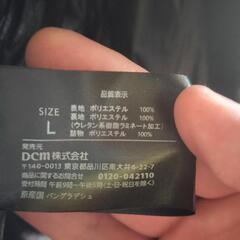 品質表示
SIZE
L
表地 ポリエステル 100%
裏地 ポリエステル 100%
(ウレタン系樹脂ラミネート加工)
詰物 ポリエステル 100%
発売元
DCM株式会社
〒140-0013 東京都品川区南大井6-22-7
品質に関するお問合せ 0120-042110
受付時間 午前9時~午後5時(土・日・祝日を除く)
原産国 バングラデシュ